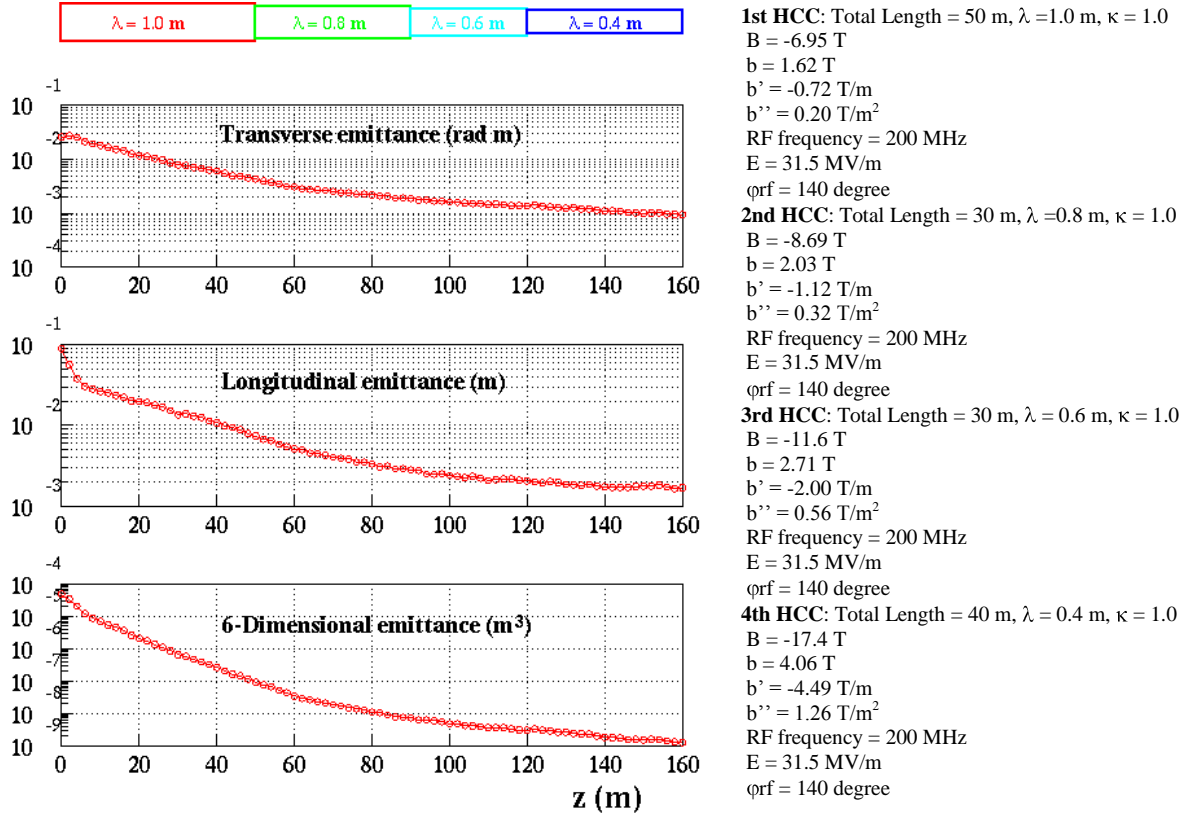 λ = 1.0 m λ = 0.8 m λ = 0.6 m λ = 0.4 m
10 -1
Transverse emittance (rad m)
10 -2
10 -3
10 -4
0 20 40 60 80 100 120 140 160
10 -1
Longitudinal emittance (m)
10 -2
10 -3
0 20 40 60 80 100 120 140 160
10 -4
10 -5
6-Dimensional emittance (m³)
10 -6
10 -7
10 -8
10 -9
0 20 40 60 80 100 120 140 160
z (m)
1st HCC: Total Length = 50 m, λ =1.0 m, κ = 1.0
B = -6.95 T
b = 1.62 T
b' = -0.72 T/m
b'' = 0.20 T/m²
RF frequency = 200 MHz
E = 31.5 MV/m
φrf = 140 degree
2nd HCC: Total Length = 30 m, λ =0.8 m, κ = 1.0
B = -8.69 T
b = 2.03 T
b' = -1.12 T/m
b'' = 0.32 T/m²
RF frequency = 200 MHz
E = 31.5 MV/m
φrf = 140 degree
3rd HCC: Total Length = 30 m, λ = 0.6 m, κ = 1.0
B = -11.6 T
b = 2.71 T
b' = -2.00 T/m
b'' = 0.56 T/m²
RF frequency = 200 MHz
E = 31.5 MV/m
φrf = 140 degree
4th HCC: Total Length = 40 m, λ = 0.4 m, κ = 1.0
B = -17.4 T
b = 4.06 T
b' = -4.49 T/m
b'' = 1.26 T/m²
RF frequency = 200 MHz
E = 31.5 MV/m
φrf = 140 degree